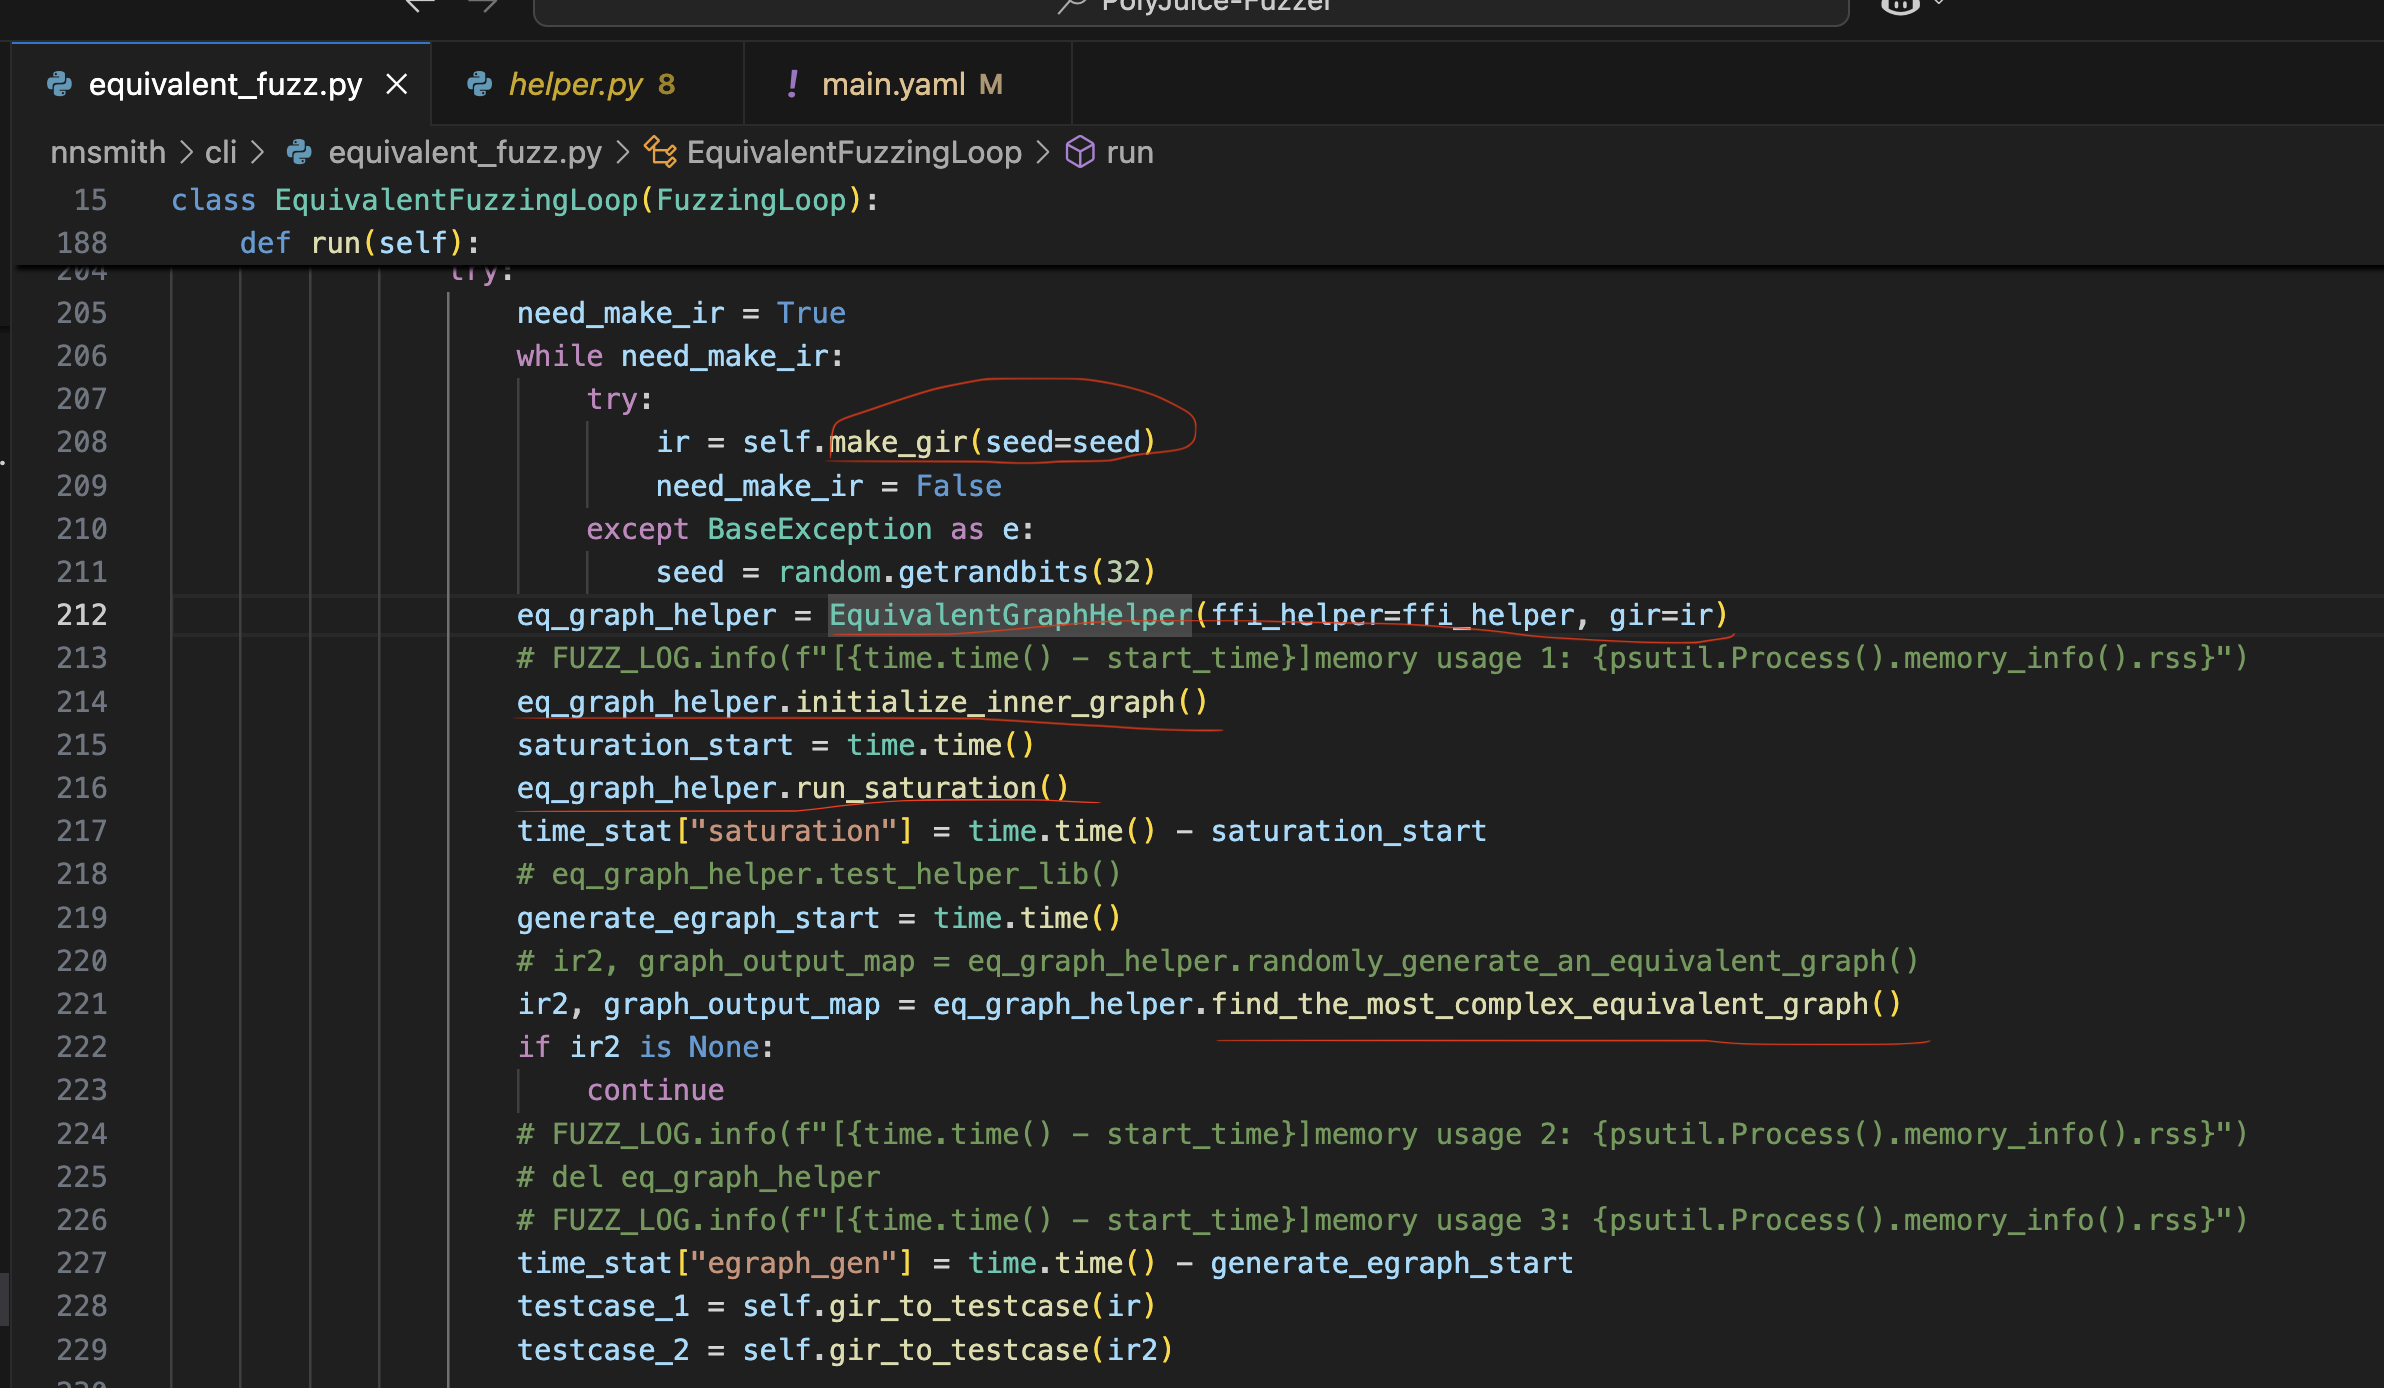 PolyJuice-Fuzzer
equivalent_fuzz.py
helper.py 8
! main.yaml M
nnsmith > cli > equivalent_fuzz.py > EquivalentFuzzingLoop > run
15 class EquivalentFuzzingLoop(FuzzingLoop):
188 def run(self):
204 try:
205 need_make_ir = True
206 while need_make_ir:
207 try:
208 ir = self.make_gir(seed=seed)
209 need_make_ir = False
210 except BaseException as e:
211 seed = random.getrandbits(32)
212 eq_graph_helper = EquivalentGraphHelper(ffi_helper=ffi_helper, gir=ir)
213 # FUZZ_LOG.info(f"[{time.time() - start_time}]memory usage 1: {psutil.Process().memory_info().rss}")
214 eq_graph_helper.initialize_inner_graph()
215 saturation_start = time.time()
216 eq_graph_helper.run_saturation()
217 time_stat["saturation"] = time.time() - saturation_start
218 # eq_graph_helper.test_helper_lib()
219 generate_egraph_start = time.time()
220 # ir2, graph_output_map = eq_graph_helper.randomly_generate_an_equivalent_graph()
221 ir2, graph_output_map = eq_graph_helper.find_the_most_complex_equivalent_graph()
222 if ir2 is None:
223 continue
224 # FUZZ_LOG.info(f"[{time.time() - start_time}]memory usage 2: {psutil.Process().memory_info().rss}")
225 # del eq_graph_helper
226 # FUZZ_LOG.info(f"[{time.time() - start_time}]memory usage 3: {psutil.Process().memory_info().rss}")
227 time_stat["egraph_gen"] = time.time() - generate_egraph_start
228 testcase_1 = self.gir_to_testcase(ir)
229 testcase_2 = self.gir_to_testcase(ir2)
230